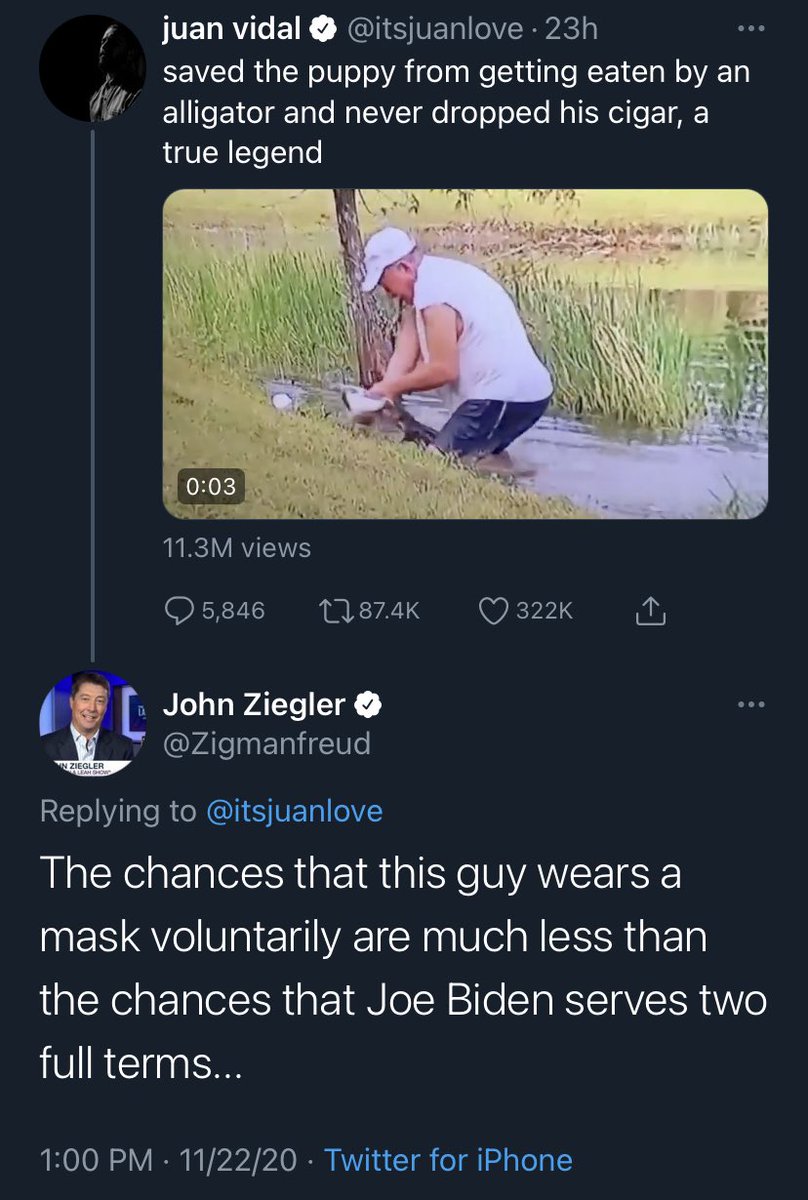 juan vidal @itsjuanlove · 23h
saved the puppy from getting eaten by an
alligator and never dropped his cigar, a
true legend
0:03
11.3M views
5,846 87.4K 322K
John Ziegler
@Zigmanfreud
N ZIEGLER
Replying to @itsjuanlove
The chances that this guy wears a
mask voluntarily are much less than
the chances that Joe Biden serves two
full terms...
1:00 PM · 11/22/20 · Twitter for iPhone